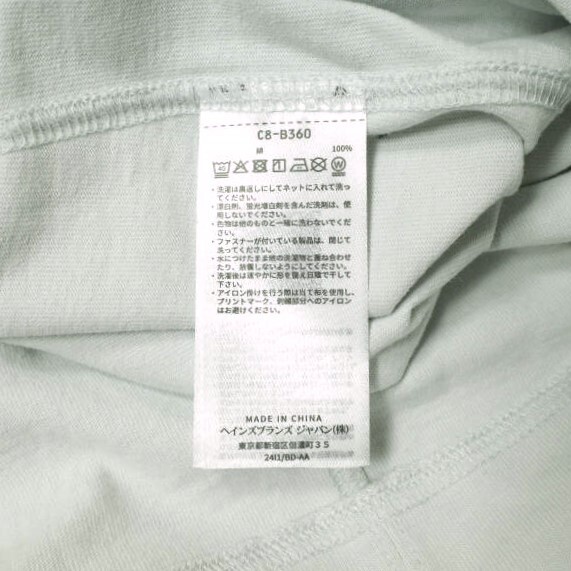 C8-B360
綿 100%
・洗濯は裏返しにしてネットに入れて洗っ
てください。
・漂白剤、蛍光増白剤を含んだ洗剤は、使
用しないでください。
・色物は他のものと一緒に洗わないでくだ
さい。
・ファスナーが付いている製品は、閉じて
洗ってください。
・水につけたまま他の洗濯物と重ね合わせ
たり、放置しないようにしてください。
・洗濯後は速やかに形を整え日陰で干して
下さい。
・アイロン掛けを行う際は当て布を使用し、
プリントマーク、刺繍部分へのアイロン
はお避けください。
MADE IN CHINA
ヘインズブランズ ジャパン(株)
東京都新宿区信濃町35
24I1/BD-AA